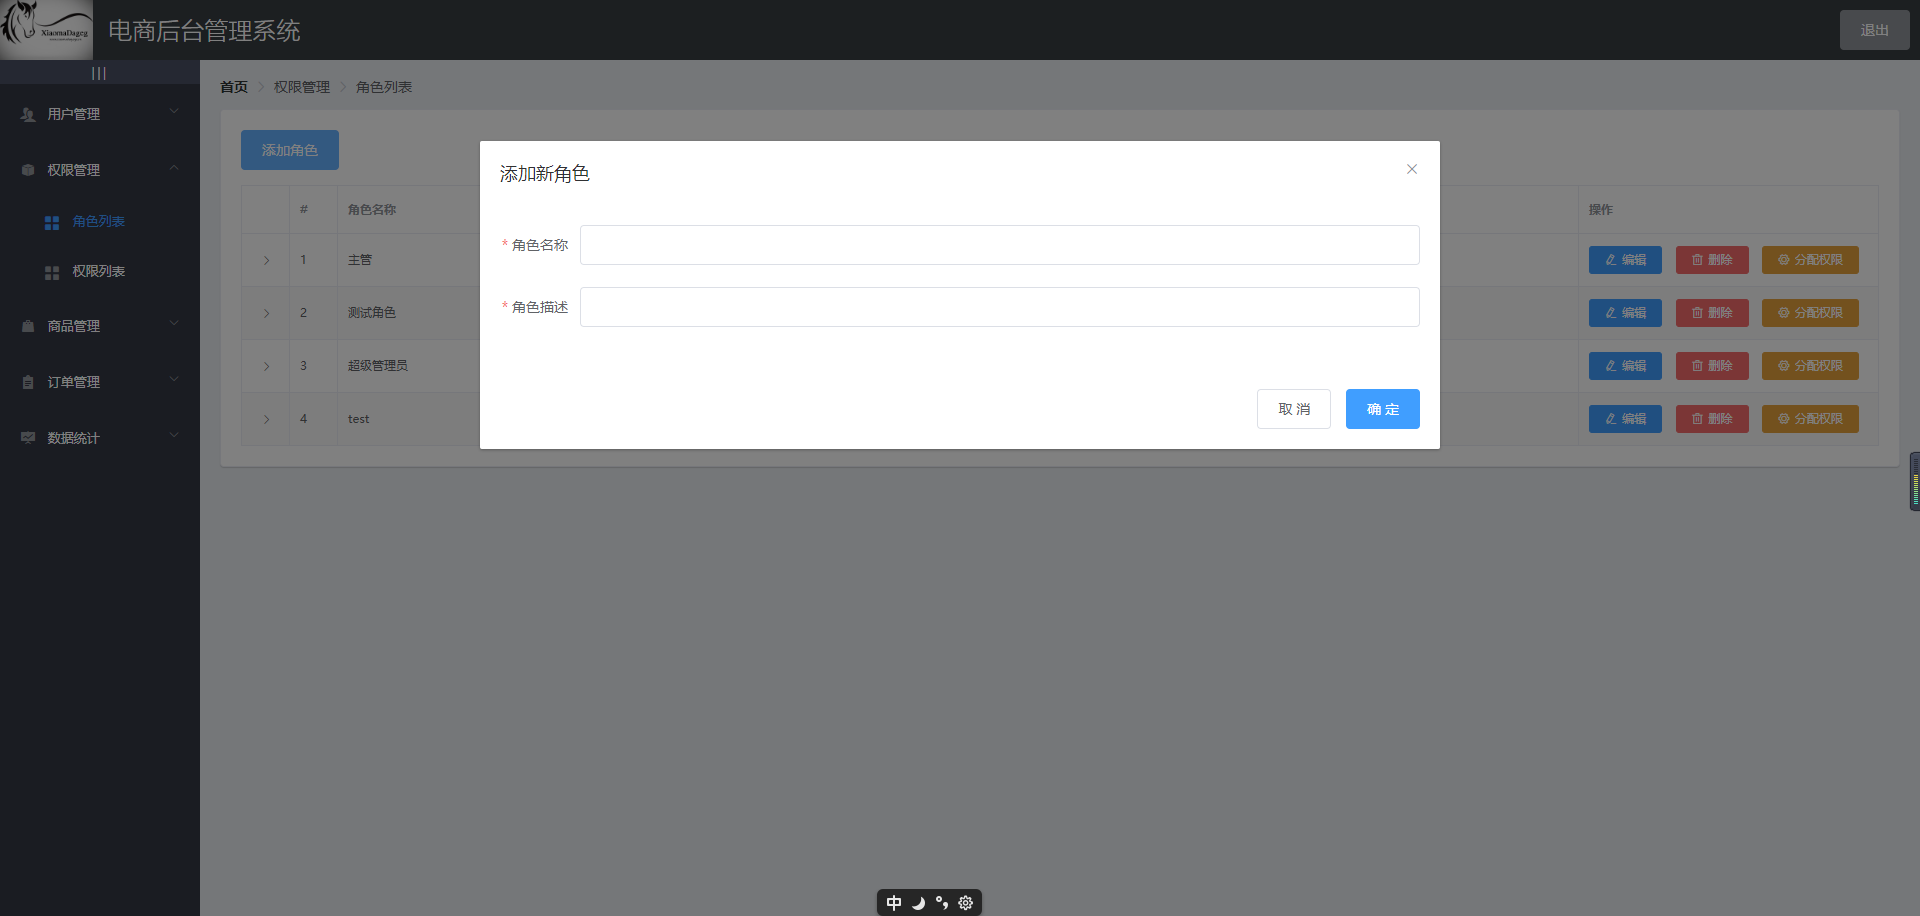 XiaomaDageg
电商后台管理系统
退出
|||
首页 权限管理 角色列表
用户管理
权限管理
角色列表
权限列表
商品管理
订单管理
数据统计
添加角色
# 角色名称 操作
1 主管 编辑 删除 分配权限
2 测试角色 编辑 删除 分配权限
3 超级管理员 编辑 删除 分配权限
4 test 编辑 删除 分配权限
添加新角色
* 角色名称
* 角色描述
取 消 确 定
中